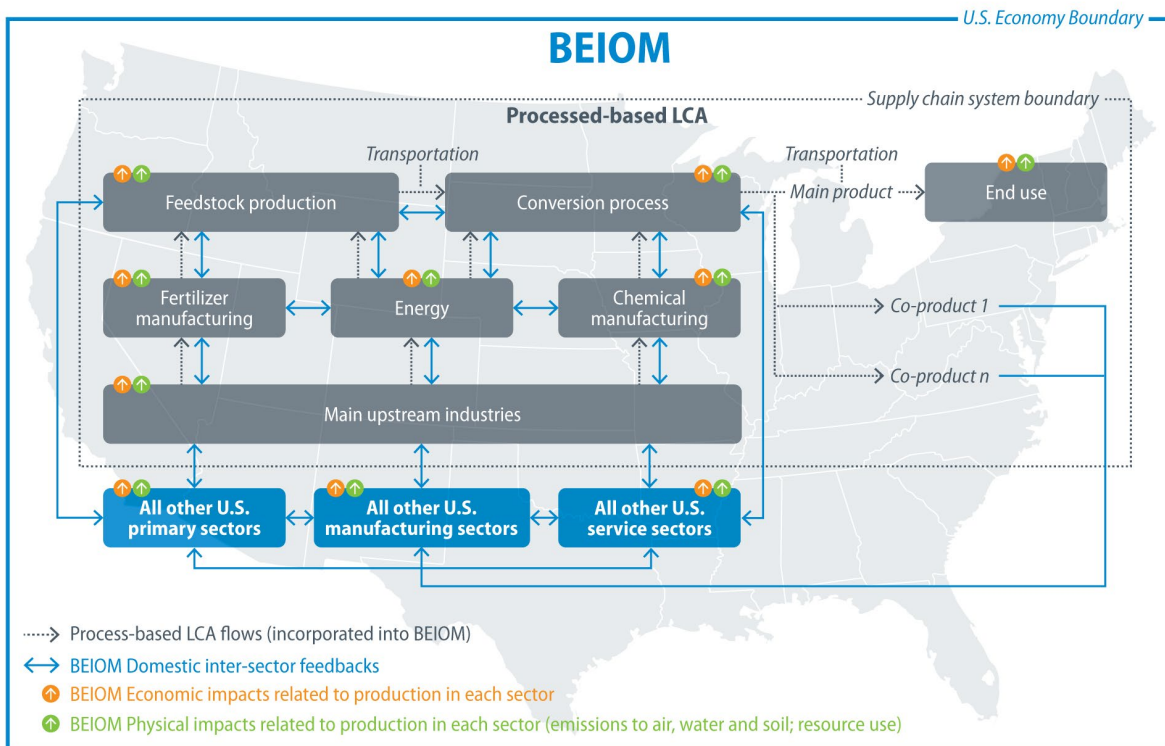 U.S. Economy Boundary
BEIOM
Supply chain system boundary
Processed-based LCA
Transportation
Transportation
Feedstock production
Conversion process
Main product
End use
Fertilizer
manufacturing
Energy
Chemical
manufacturing
Co-product 1
Co-product n
Main upstream industries
All other U.S.
primary sectors
All other U.S.
manufacturing sectors
All other U.S.
service sectors
Process-based LCA flows (incorporated into BEIOM)
BEIOM Domestic inter-sector feedbacks
BEIOM Economic impacts related to production in each sector
BEIOM Physical impacts related to production in each sector (emissions to air, water and soil; resource use)